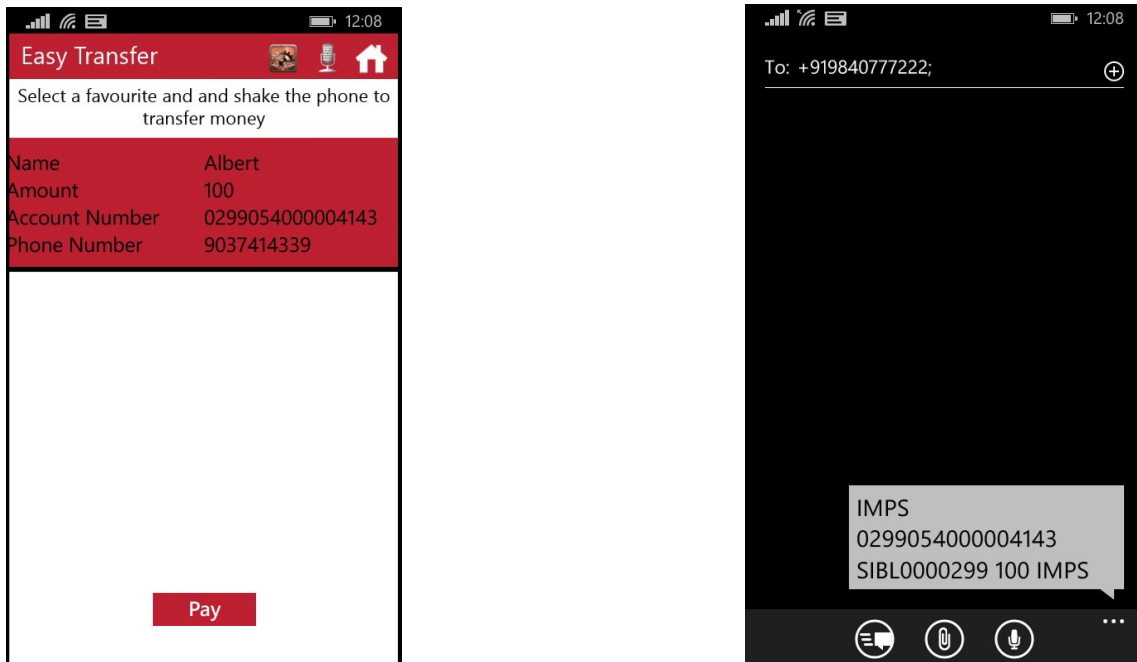 12:08
Easy Transfer
Select a favourite and and shake the phone to
transfer money
Name Albert
Amount 100
Account Number 0299054000004143
Phone Number 9037414339
Pay
12:08
To: +919840777222;
IMPS
0299054000004143
SIBL0000299 100 IMPS